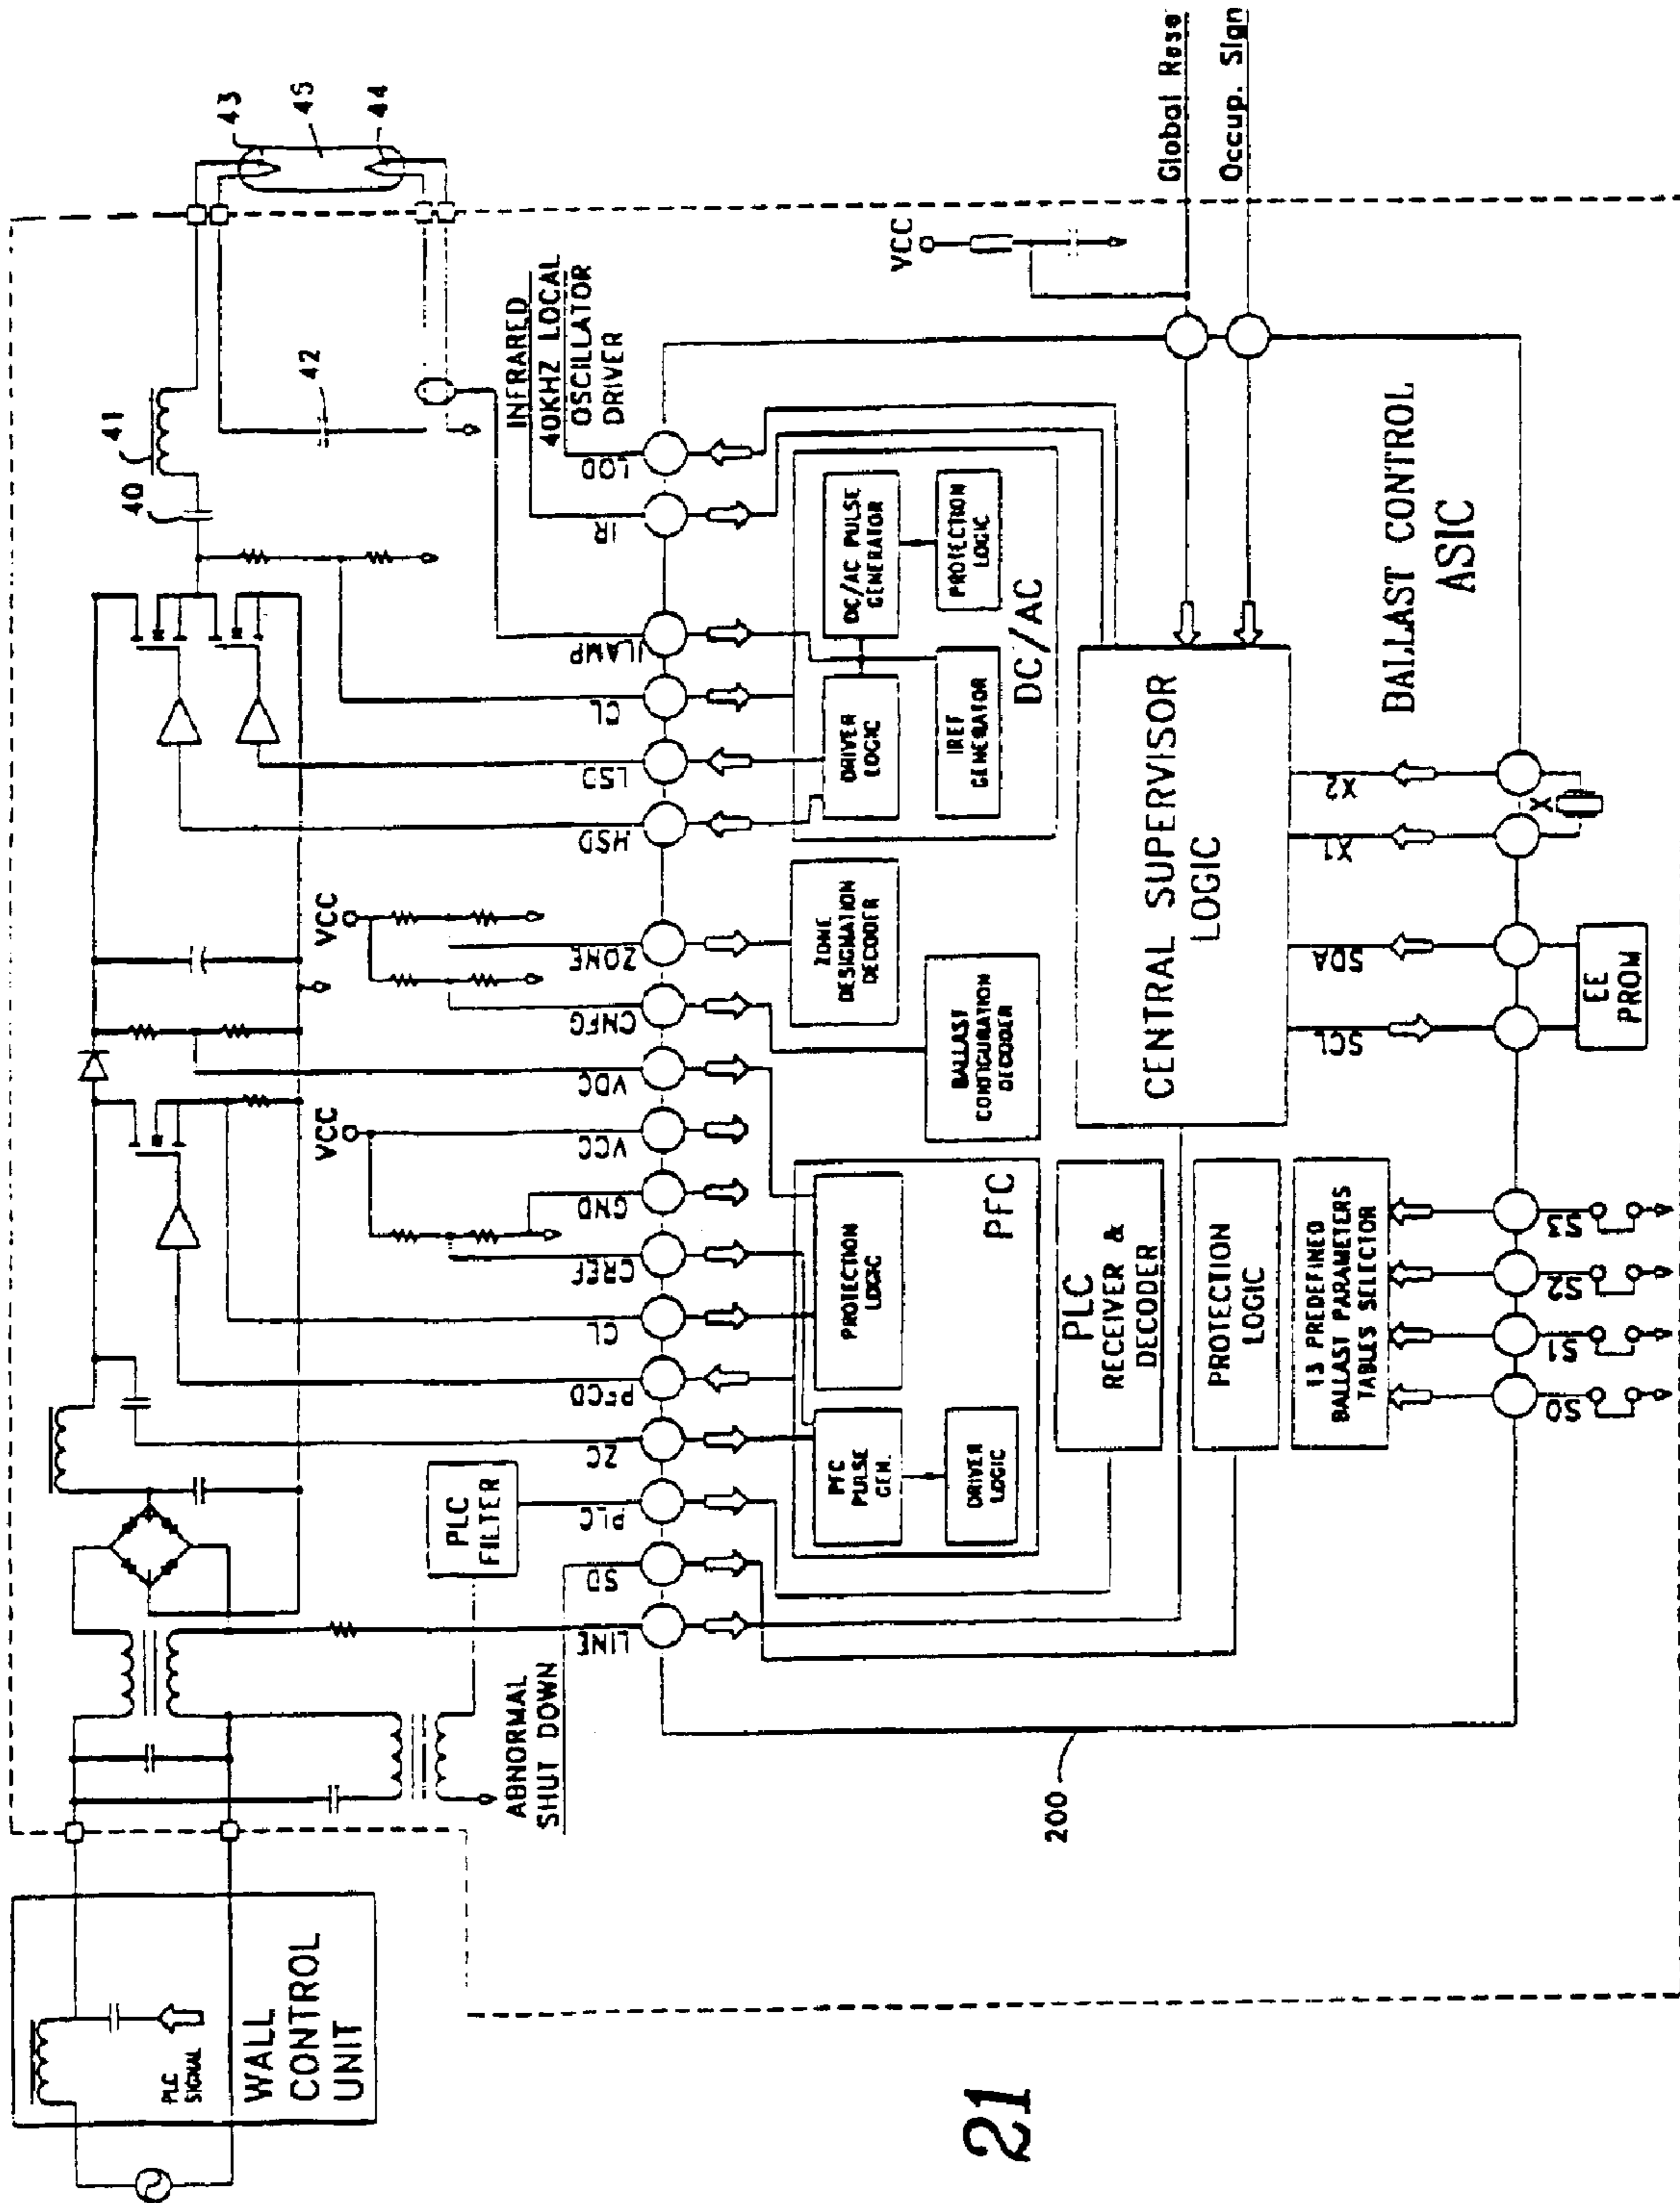 WALL
CONTROL
UNIT
PLC
SIGNAL
40
41
42
43
45
44
INFRARED
40KHZ LOCAL
OSCILLATOR
DRIVER
VCC
VCC
VCC
PLC
FILTER
ABNORMAL
SHUT DOWN
LINE
SD
PLC
ZC
PFCD
CL
CREF
GND
VCC
VDC
CNFG
ZONE
HSD
LSD
CL
ILAMP
IR
LOD
PFC
PULSE
GEN.
DRIVER
LOGIC
PROTECTION
LOGIC
PFC
ZONE
DESIGNATION
DECODER
BALLAST
CONFIGURATION
DECODER
DRIVER
LOGIC
DC/AC PULSE
GENERATOR
IREF
GENERATOR
PROTECTION
LOGIC
DC/AC
PLC
RECEIVER &
DECODER
PROTECTION
LOGIC
13 PREDEFINED
BALLAST PARAMETERS
TABLES SELECTOR
CENTRAL SUPERVISOR
LOGIC
Global Rese
Occup. Sign
BALLAST CONTROL
ASIC
S0
S1
S2
S3
SCL
SDA
X1
X2
X
EE
PROM
200
21